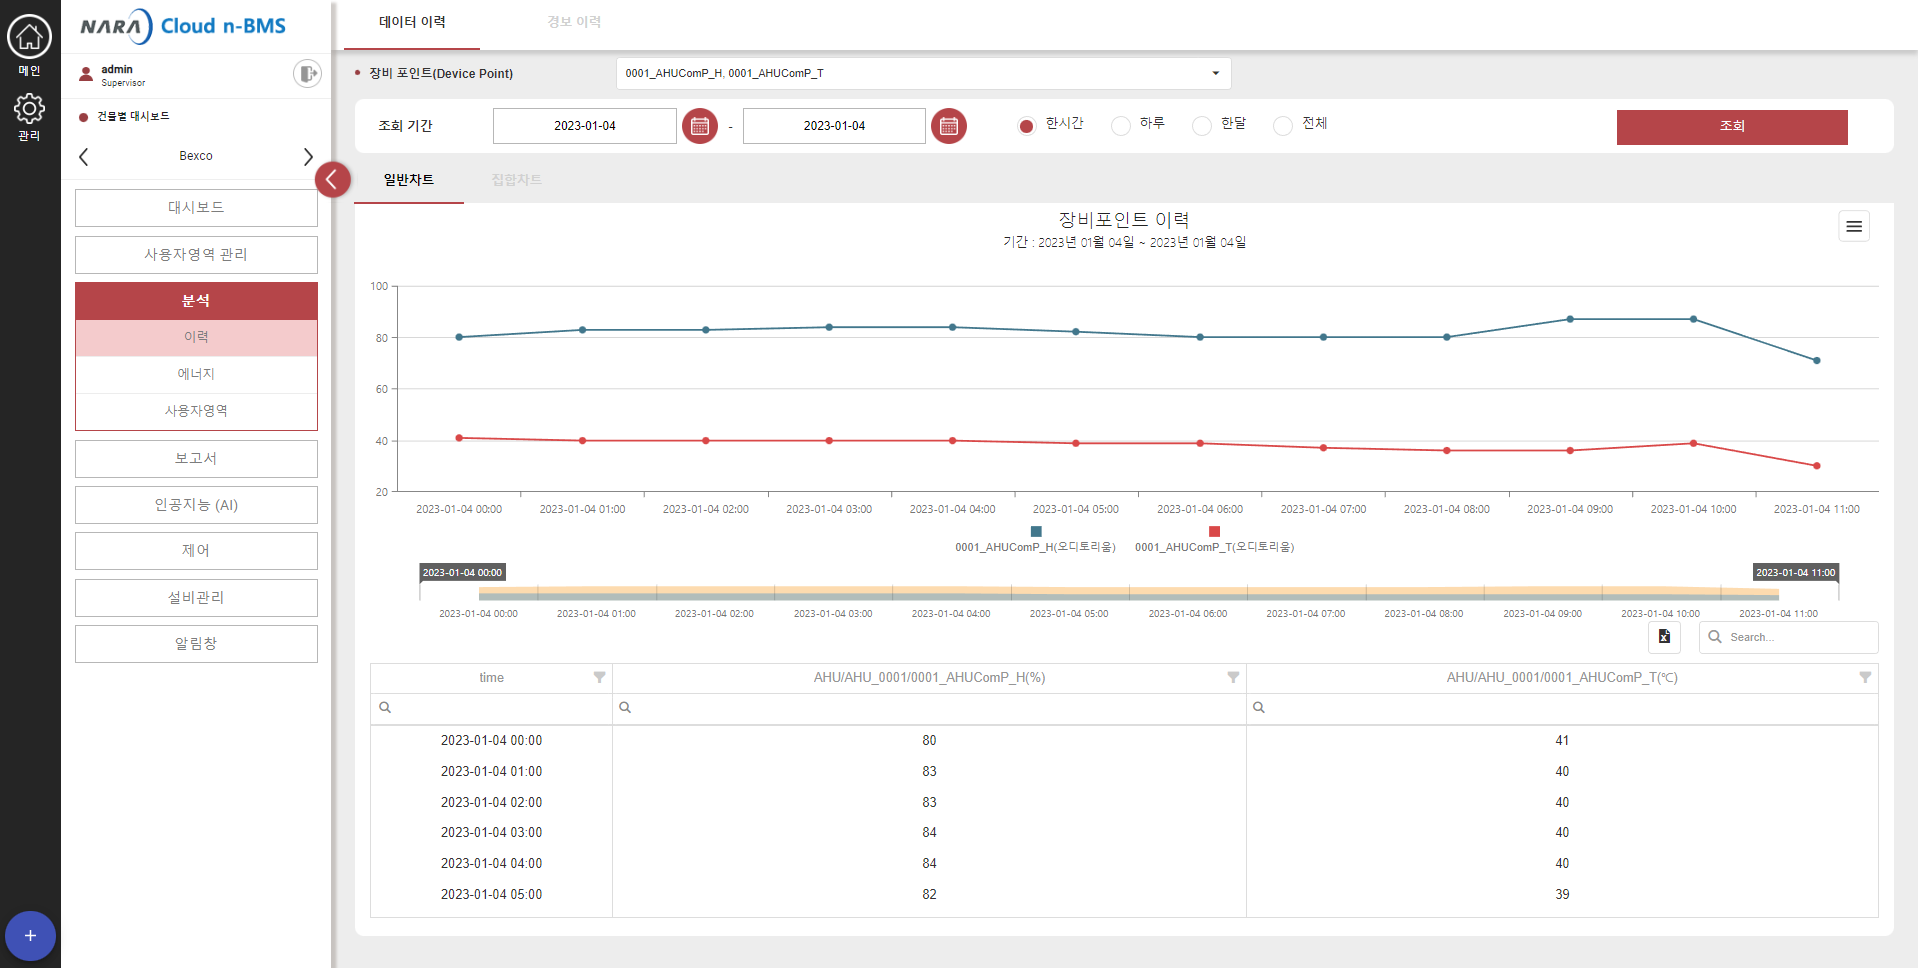 메인
관리
+
NARA Cloud n-BMS
admin
Supervisor
건물별 대시보드
Bexco
대시보드
사용자영역 관리
분석
이력
에너지
사용자영역
보고서
인공지능 (AI)
제어
설비관리
알림창
데이터 이력 경보 이력
장비 포인트(Device Point) 0001_AHUComP_H, 0001_AHUComP_T
조회 기간 2023-01-04 - 2023-01-04 한시간 하루 한달 전체 조회
일반차트 집합차트
장비포인트 이력
기간 : 2023년 01월 04일 ~ 2023년 01월 04일
100
80
60
40
20
2023-01-04 00:00 2023-01-04 01:00 2023-01-04 02:00 2023-01-04 03:00 2023-01-04 04:00 2023-01-04 05:00 2023-01-04 06:00 2023-01-04 07:00 2023-01-04 08:00 2023-01-04 09:00 2023-01-04 10:00 2023-01-04 11:00
0001_AHUComP_H(오디토리움) 0001_AHUComP_T(오디토리움)
2023-01-04 00:00 2023-01-04 11:00
2023-01-04 00:00 2023-01-04 01:00 2023-01-04 02:00 2023-01-04 03:00 2023-01-04 04:00 2023-01-04 05:00 2023-01-04 06:00 2023-01-04 07:00 2023-01-04 08:00 2023-01-04 09:00 2023-01-04 10:00 2023-01-04 11:00
Search...
time AHU/AHU_0001/0001_AHUComP_H(%) AHU/AHU_0001/0001_AHUComP_T(℃)
2023-01-04 00:00 80 41
2023-01-04 01:00 83 40
2023-01-04 02:00 83 40
2023-01-04 03:00 84 40
2023-01-04 04:00 84 40
2023-01-04 05:00 82 39